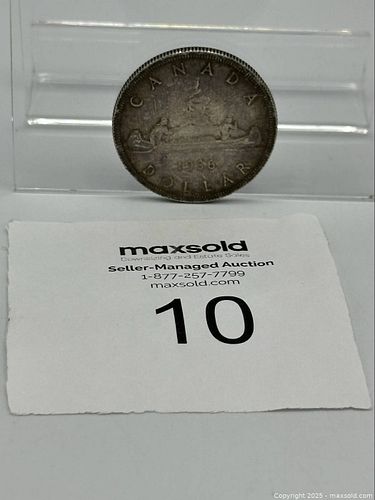 CANADA
1936
DOLLAR
maxsold
Downsizing and Estate Sales
Seller-Managed Auction
1-877-257-7799
maxsold.com
10
Copyright 2025 - maxsold.com